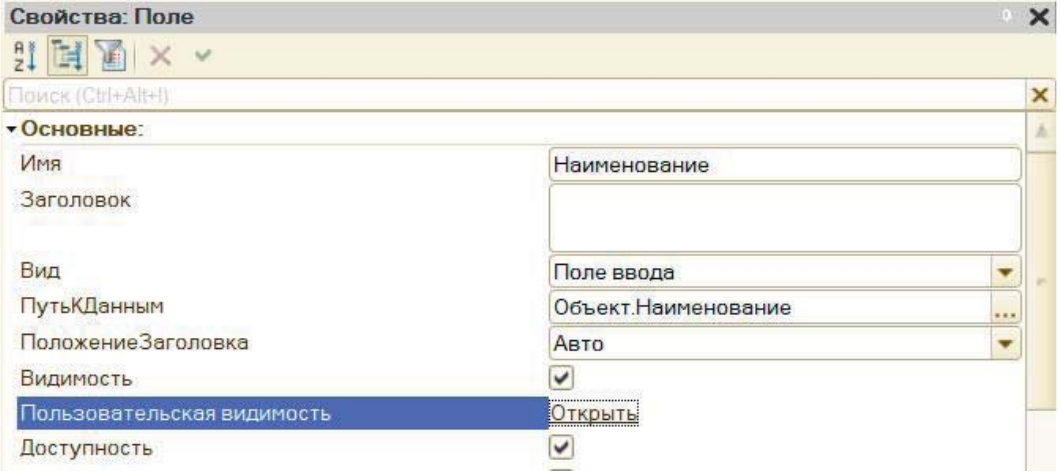 Свойства: Поле
Поиск (Ctrl+Alt+I)
Основные:
Имя Наименование
Заголовок
Вид Поле ввода
ПутьКДанным Объект.Наименование ...
ПоложениеЗаголовка Авто
Видимость
Пользовательская видимость Открыть
Доступность